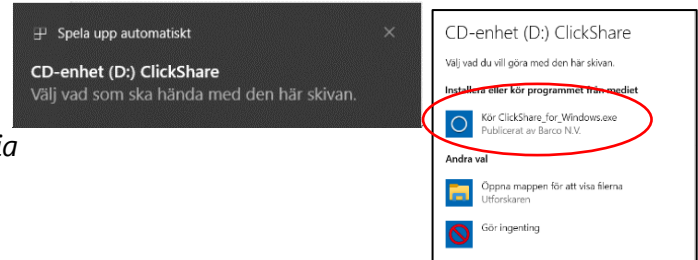 Spela upp automatiskt
CD-enhet (D:) ClickShare
Välj vad som ska hända med den här skivan.
ia
CD-enhet (D:) ClickShare
Välj vad du vill göra med den här skivan.
Installera eller kör programmet från mediet
Kör ClickShare_for_Windows.exe
Publicerat av Barco N.V.
Andra val
Öppna mappen för att visa filerna
Utforskaren
Gör ingenting